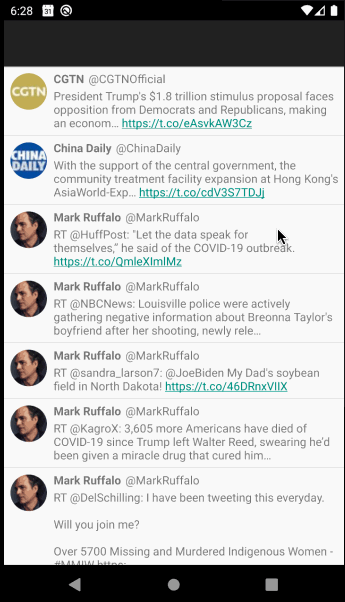 6:28
31
CGTN
CGTN @CGTNOfficial
President Trump's $1.8 trillion stimulus proposal faces
opposition from Democrats and Republicans, making
an econom… https://t.co/eAsvkAW3Cz
CHINA
DAILY
China Daily @ChinaDaily
With the support of the central government, the
community treatment facility expansion at Hong Kong's
AsiaWorld-Exp… https://t.co/cdV3S7TDJj
Mark Ruffalo @MarkRuffalo
RT @HuffPost: "Let the data speak for
themselves," he said of the COVID-19 outbreak.
https://t.co/QmleXImlMz
Mark Ruffalo @MarkRuffalo
RT @NBCNews: Louisville police were actively
gathering negative information about Breonna Taylor's
boyfriend after her shooting, newly rele…
Mark Ruffalo @MarkRuffalo
RT @sandra_larson7: @JoeBiden My Dad's soybean
field in North Dakota! https://t.co/46DRnxVIIX
Mark Ruffalo @MarkRuffalo
RT @KagroX: 3,605 more Americans have died of
COVID-19 since Trump left Walter Reed, swearing he'd
been given a miracle drug that cured him…
Mark Ruffalo @MarkRuffalo
RT @DelSchilling: I have been tweeting this everyday.
Will you join me?
Over 5700 Missing and Murdered Indigenous Women -
#MMIW https: